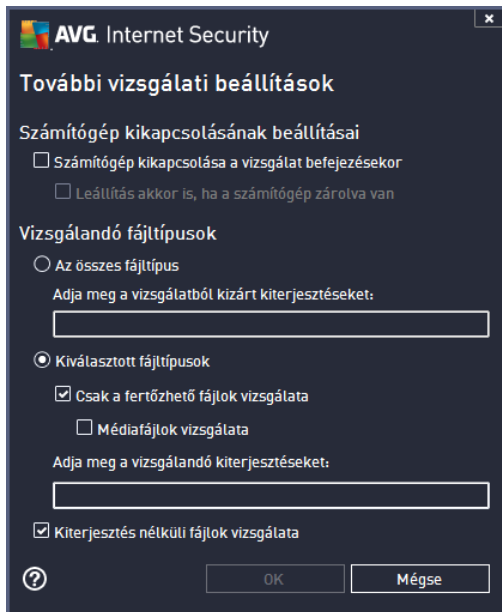 AVG. Internet Security
További vizsgálati beállítások
Számítógép kikapcsolásának beállításai
Számítógép kikapcsolása a vizsgálat befejezésekor
Leállítás akkor is, ha a számítógép zárolva van
Vizsgálandó fájltípusok
Az összes fájltípus
Adja meg a vizsgálatból kizárt kiterjesztéseket:
Kiválasztott fájltípusok
Csak a fertőzhető fájlok vizsgálata
Médiafájlok vizsgálata
Adja meg a vizsgálandó kiterjesztéseket:
Kiterjesztés nélküli fájlok vizsgálata
? OK Mégse